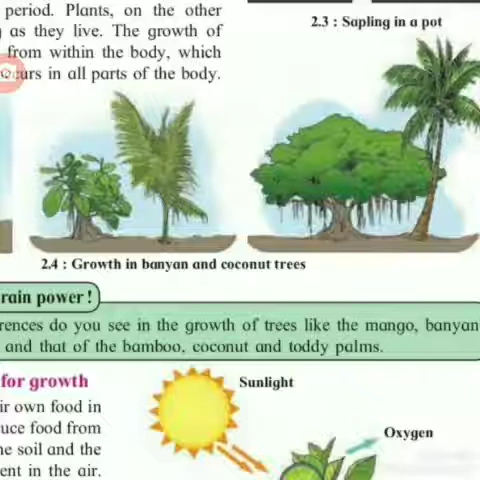 period. Plants, on the other
as they live. The growth of
from within the body, which
occurs in all parts of the body.
2.3 : Sapling in a pot
2.4 : Growth in banyan and coconut trees
rain power !
rences do you see in the growth of trees like the mango, banyan
and that of the bamboo, coconut and toddy palms.
for growth
ir own food in
uce food from
he soil and the
ent in the air.
Sunlight
Oxygen